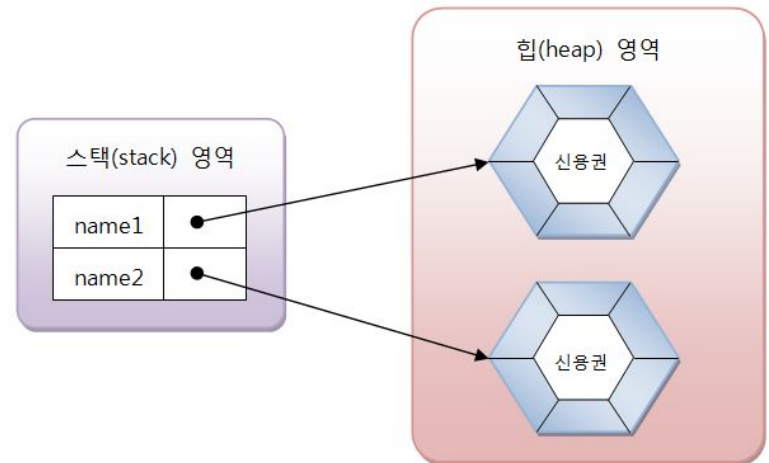 힙(heap) 영역
신용권
스택(stack) 영역
name1
name2
신용권